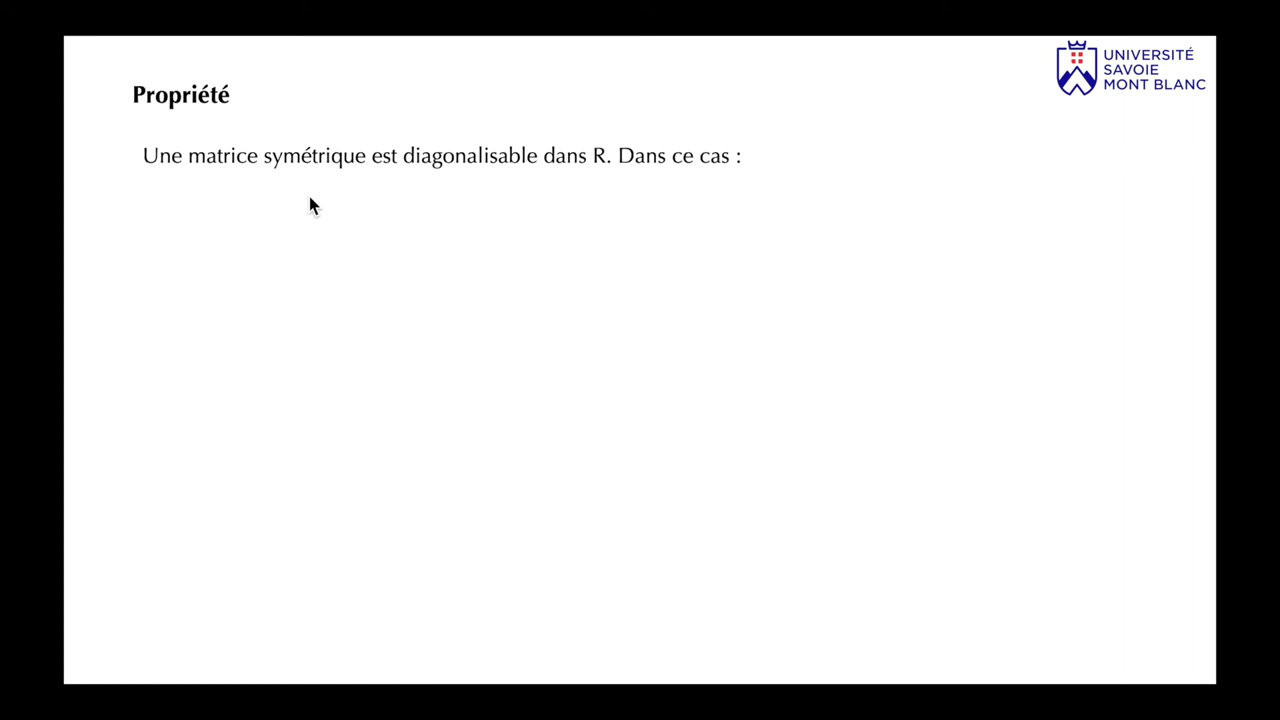 UNIVERSITÉ
SAVOIE
MONT BLANC
Propriété
Une matrice symétrique est diagonalisable dans R. Dans ce cas :